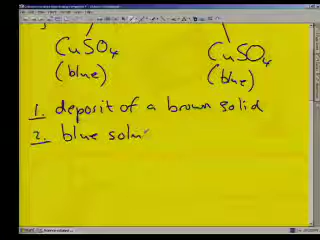 CuSO₄ CuSO₄
(blue) (blue)
1. deposit of a brown solid
2. blue soln